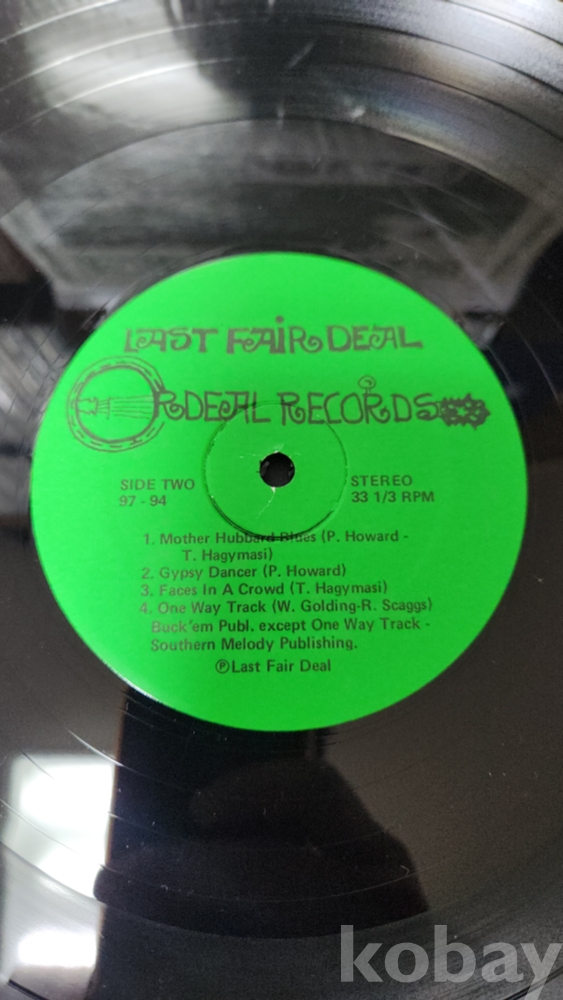 LAST FAIR DEAL
ORDEAL RECORDS
SIDE TWO
97 - 94
STEREO
33 1/3 RPM
1. Mother Hubbard Blues (P. Howard -
T. Hagymasi)
2. Gypsy Dancer (P. Howard)
3. Faces In A Crowd (T. Hagymasi)
4. One Way Track (W. Golding-R. Scaggs)
Buck'em Publ. except One Way Track -
Southern Melody Publishing.
℗Last Fair Deal
kobay